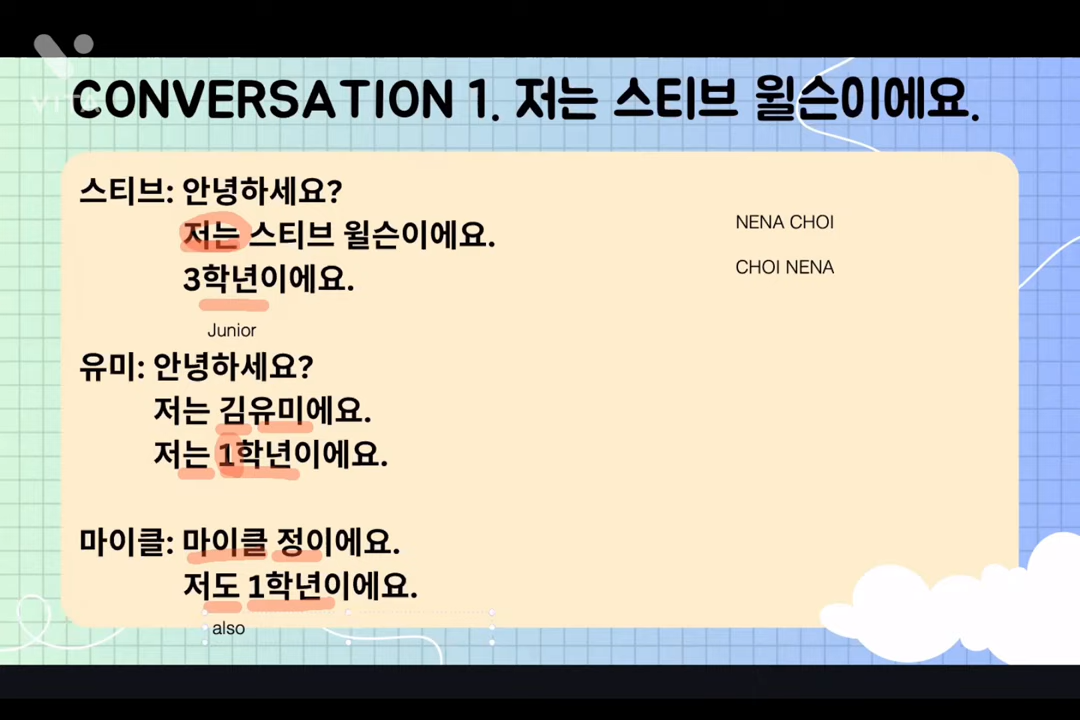 CONVERSATION 1. 저는 스티브 윌슨이에요.
스티브: 안녕하세요?
저는 스티브 윌슨이에요.
3학년이에요.
Junior
유미: 안녕하세요?
저는 김유미에요.
저는 1학년이에요.
마이클: 마이클 정이에요.
저도 1학년이에요.
also
NENA CHOI
CHOI NENA